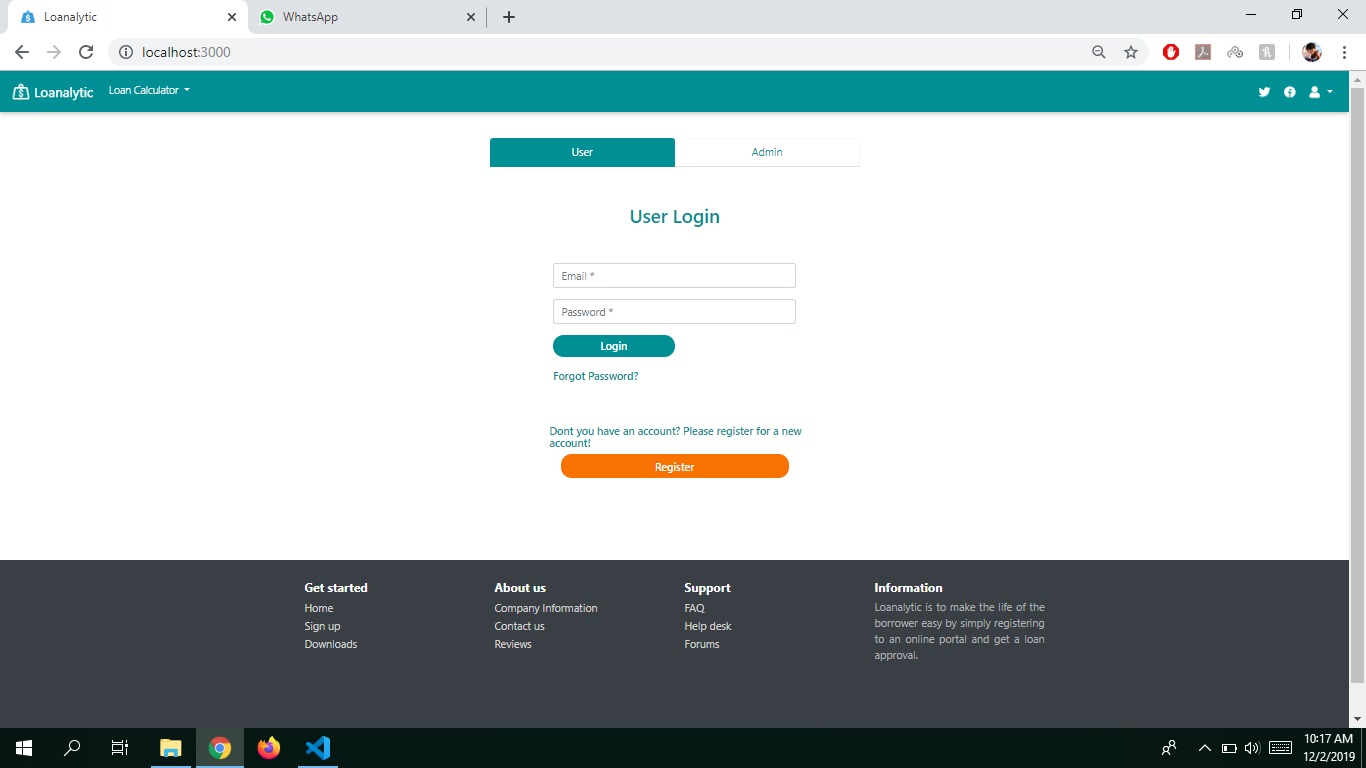 Loanalytic
WhatsApp
localhost:3000
Loanalytic
Loan Calculator
User
Admin
User Login
Email *
Password *
Login
Forgot Password?
Dont you have an account? Please register for a new
account!
Register
Get started
Home
Sign up
Downloads
About us
Company Information
Contact us
Reviews
Support
FAQ
Help desk
Forums
Information
Loanalytic is to make the life of the
borrower easy by simply registering
to an online portal and get a loan
approval.
10:17 AM
12/2/2019